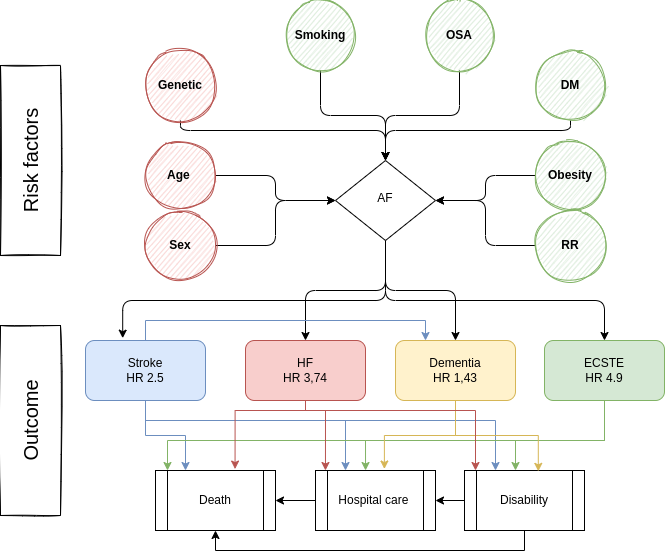 Smoking
OSA
Genetic
DM
Risk factors
Age
Obesity
AF
Sex
RR
Outcome
Stroke
HR 2.5
HF
HR 3,74
Dementia
HR 1,43
ECSTE
HR 4.9
Death
Hospital care
Disability